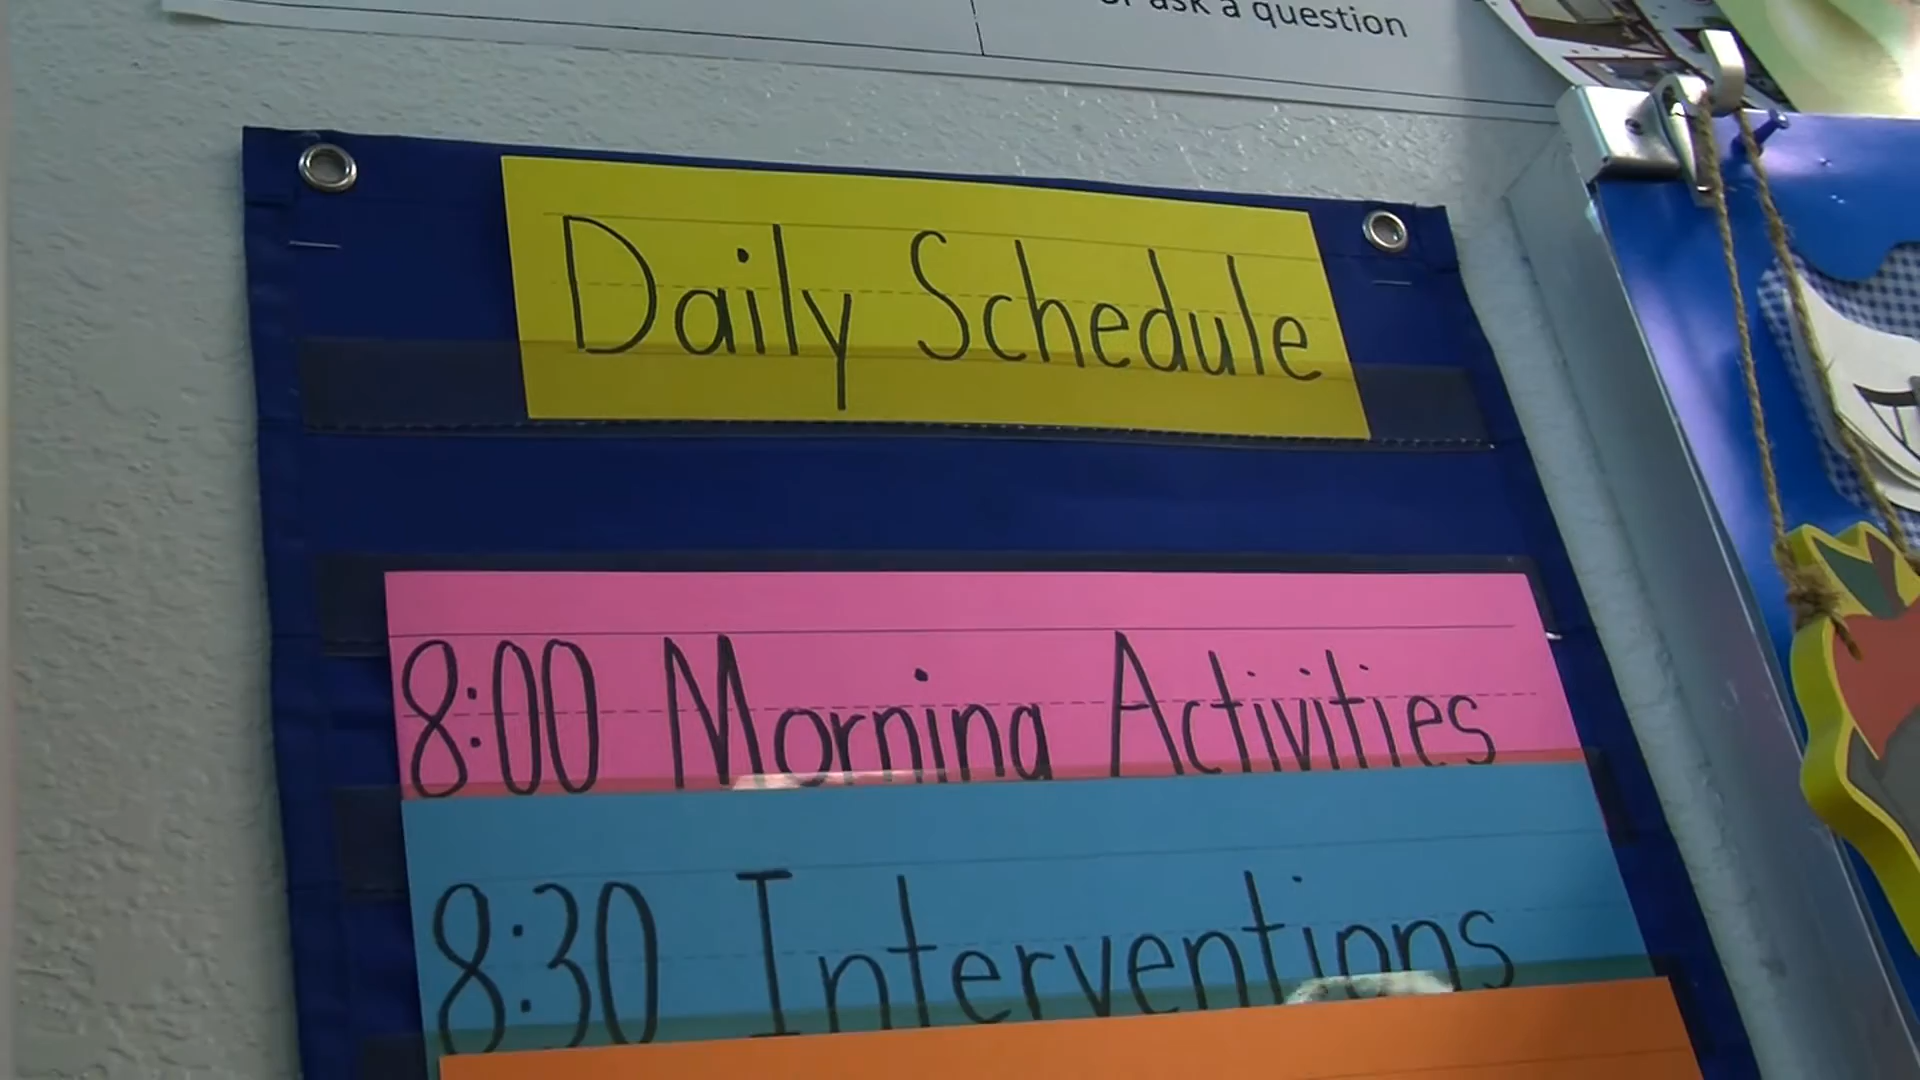 ask a question
Daily Schedule
8:00 Morning Activities
8:30 Interventions